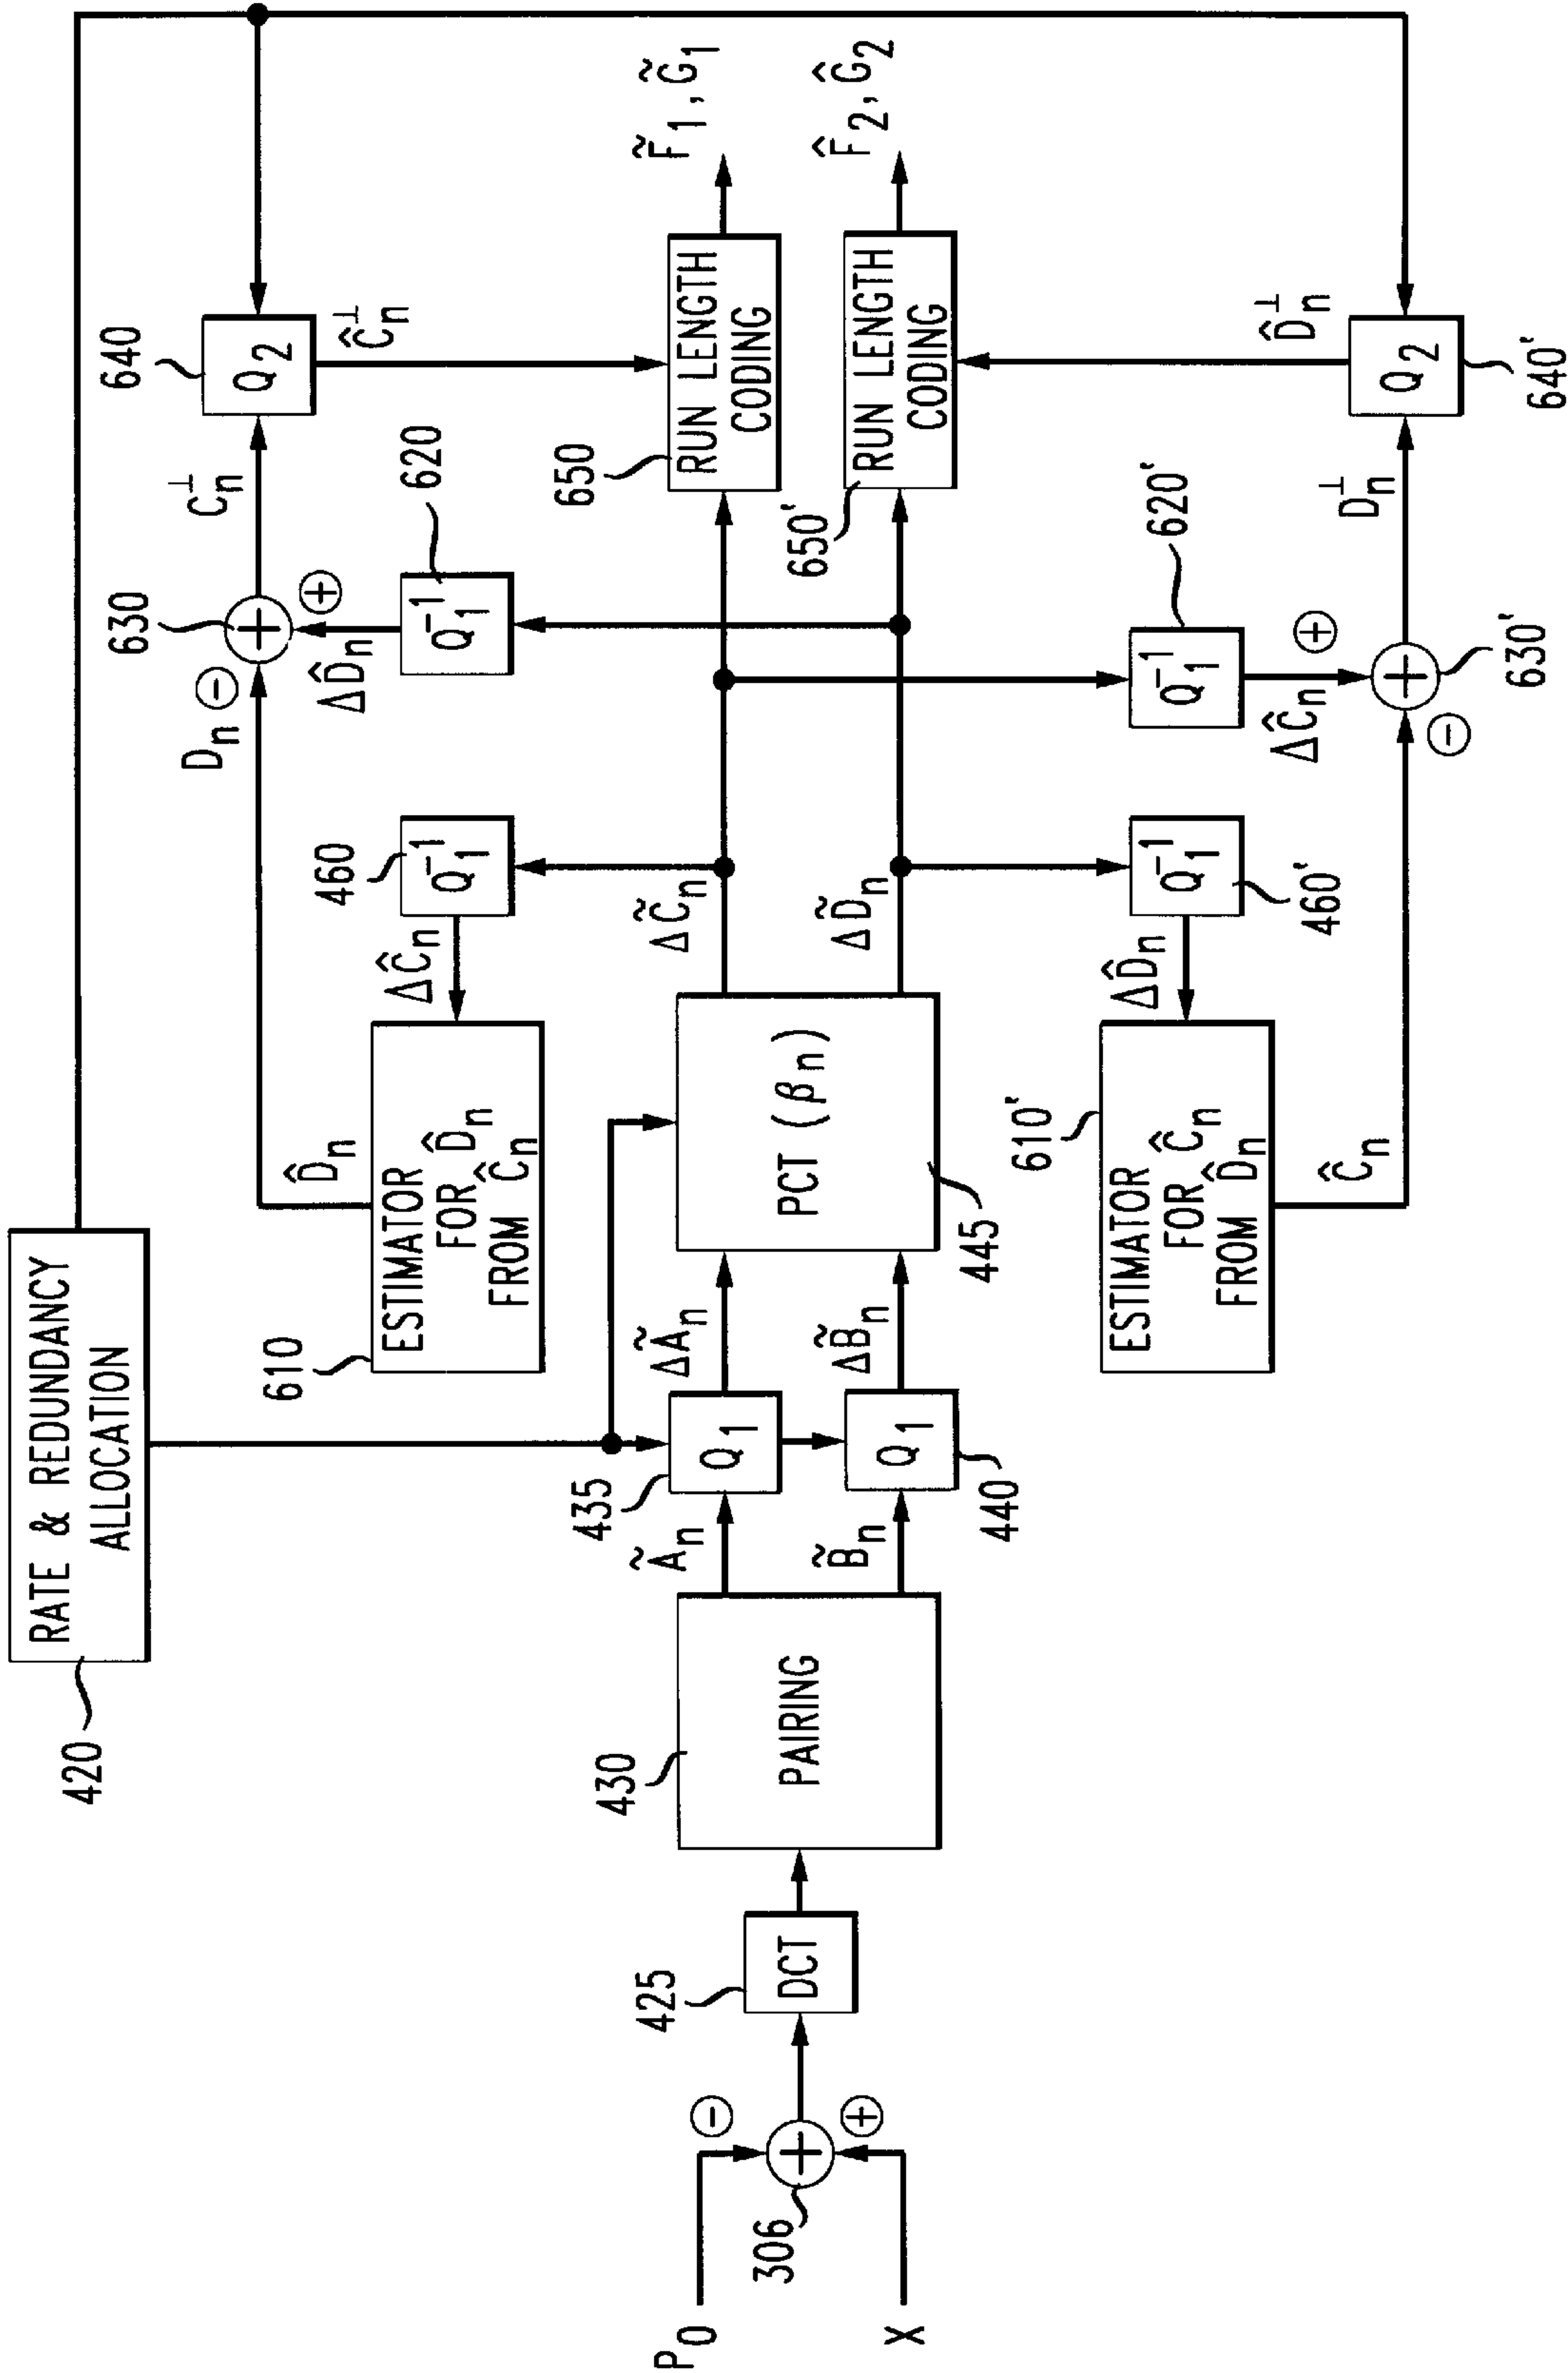 RATE & REDUNDANCY
ALLOCATION
420
610
ESTIMATOR
FOR D̂n
FROM Ĉn
D̂n
Dn
⊖
630
+
⊕
C⊥n
640
Q2
Ĉ⊥n
460
Q1⁻¹
ΔĈn
620
Q1⁻¹
ΔD̂n
P0
X
⊖
⊕
306
+
425
DCT
430
PAIRING
Ãn
B̃n
435
Q1
440
Q1
ΔÃn
ΔB̃n
PCT (βn)
445
ΔC̃n
ΔD̃n
650
RUN LENGTH
CODING
F̃1, G̃1
650'
RUN LENGTH
CODING
F̂2, Ĝ2
610'
ESTIMATOR
FOR Ĉn
FROM D̂n
Ĉn
ΔD̂n
Q1⁻¹
460'
620'
Q1⁻¹
ΔĈn
⊕
⊖
+
630'
D⊥n
Q2
640'
D̂⊥n